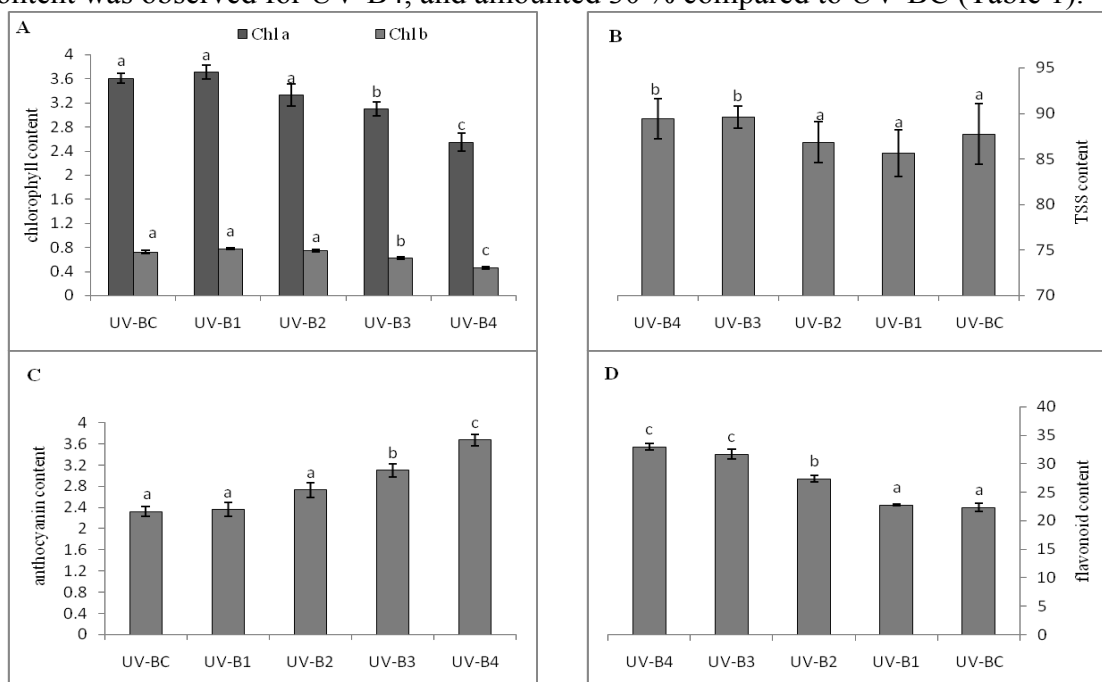 ontent was observed for UV-B4, and amounted 30 % compared to UV-BC (Table 1).
A
Chl a Chl b
chlorophyll content
4
3.6
3.2
2.8
2.4
2
1.6
1.2
0.8
0.4
0
a a a b c
a a a b c
UV-BC UV-B1 UV-B2 UV-B3 UV-B4
B
b b a a a
95
90
85
80
75
70
TSS content
UV-B4 UV-B3 UV-B2 UV-B1 UV-BC
C
anthocyanin content
4
3.6
3.2
2.8
2.4
2
1.6
1.2
0.8
0.4
0
a a a b c
UV-BC UV-B1 UV-B2 UV-B3 UV-B4
D
c c b a a
40
35
30
25
20
15
10
5
0
flavonoid content
UV-B4 UV-B3 UV-B2 UV-B1 UV-BC